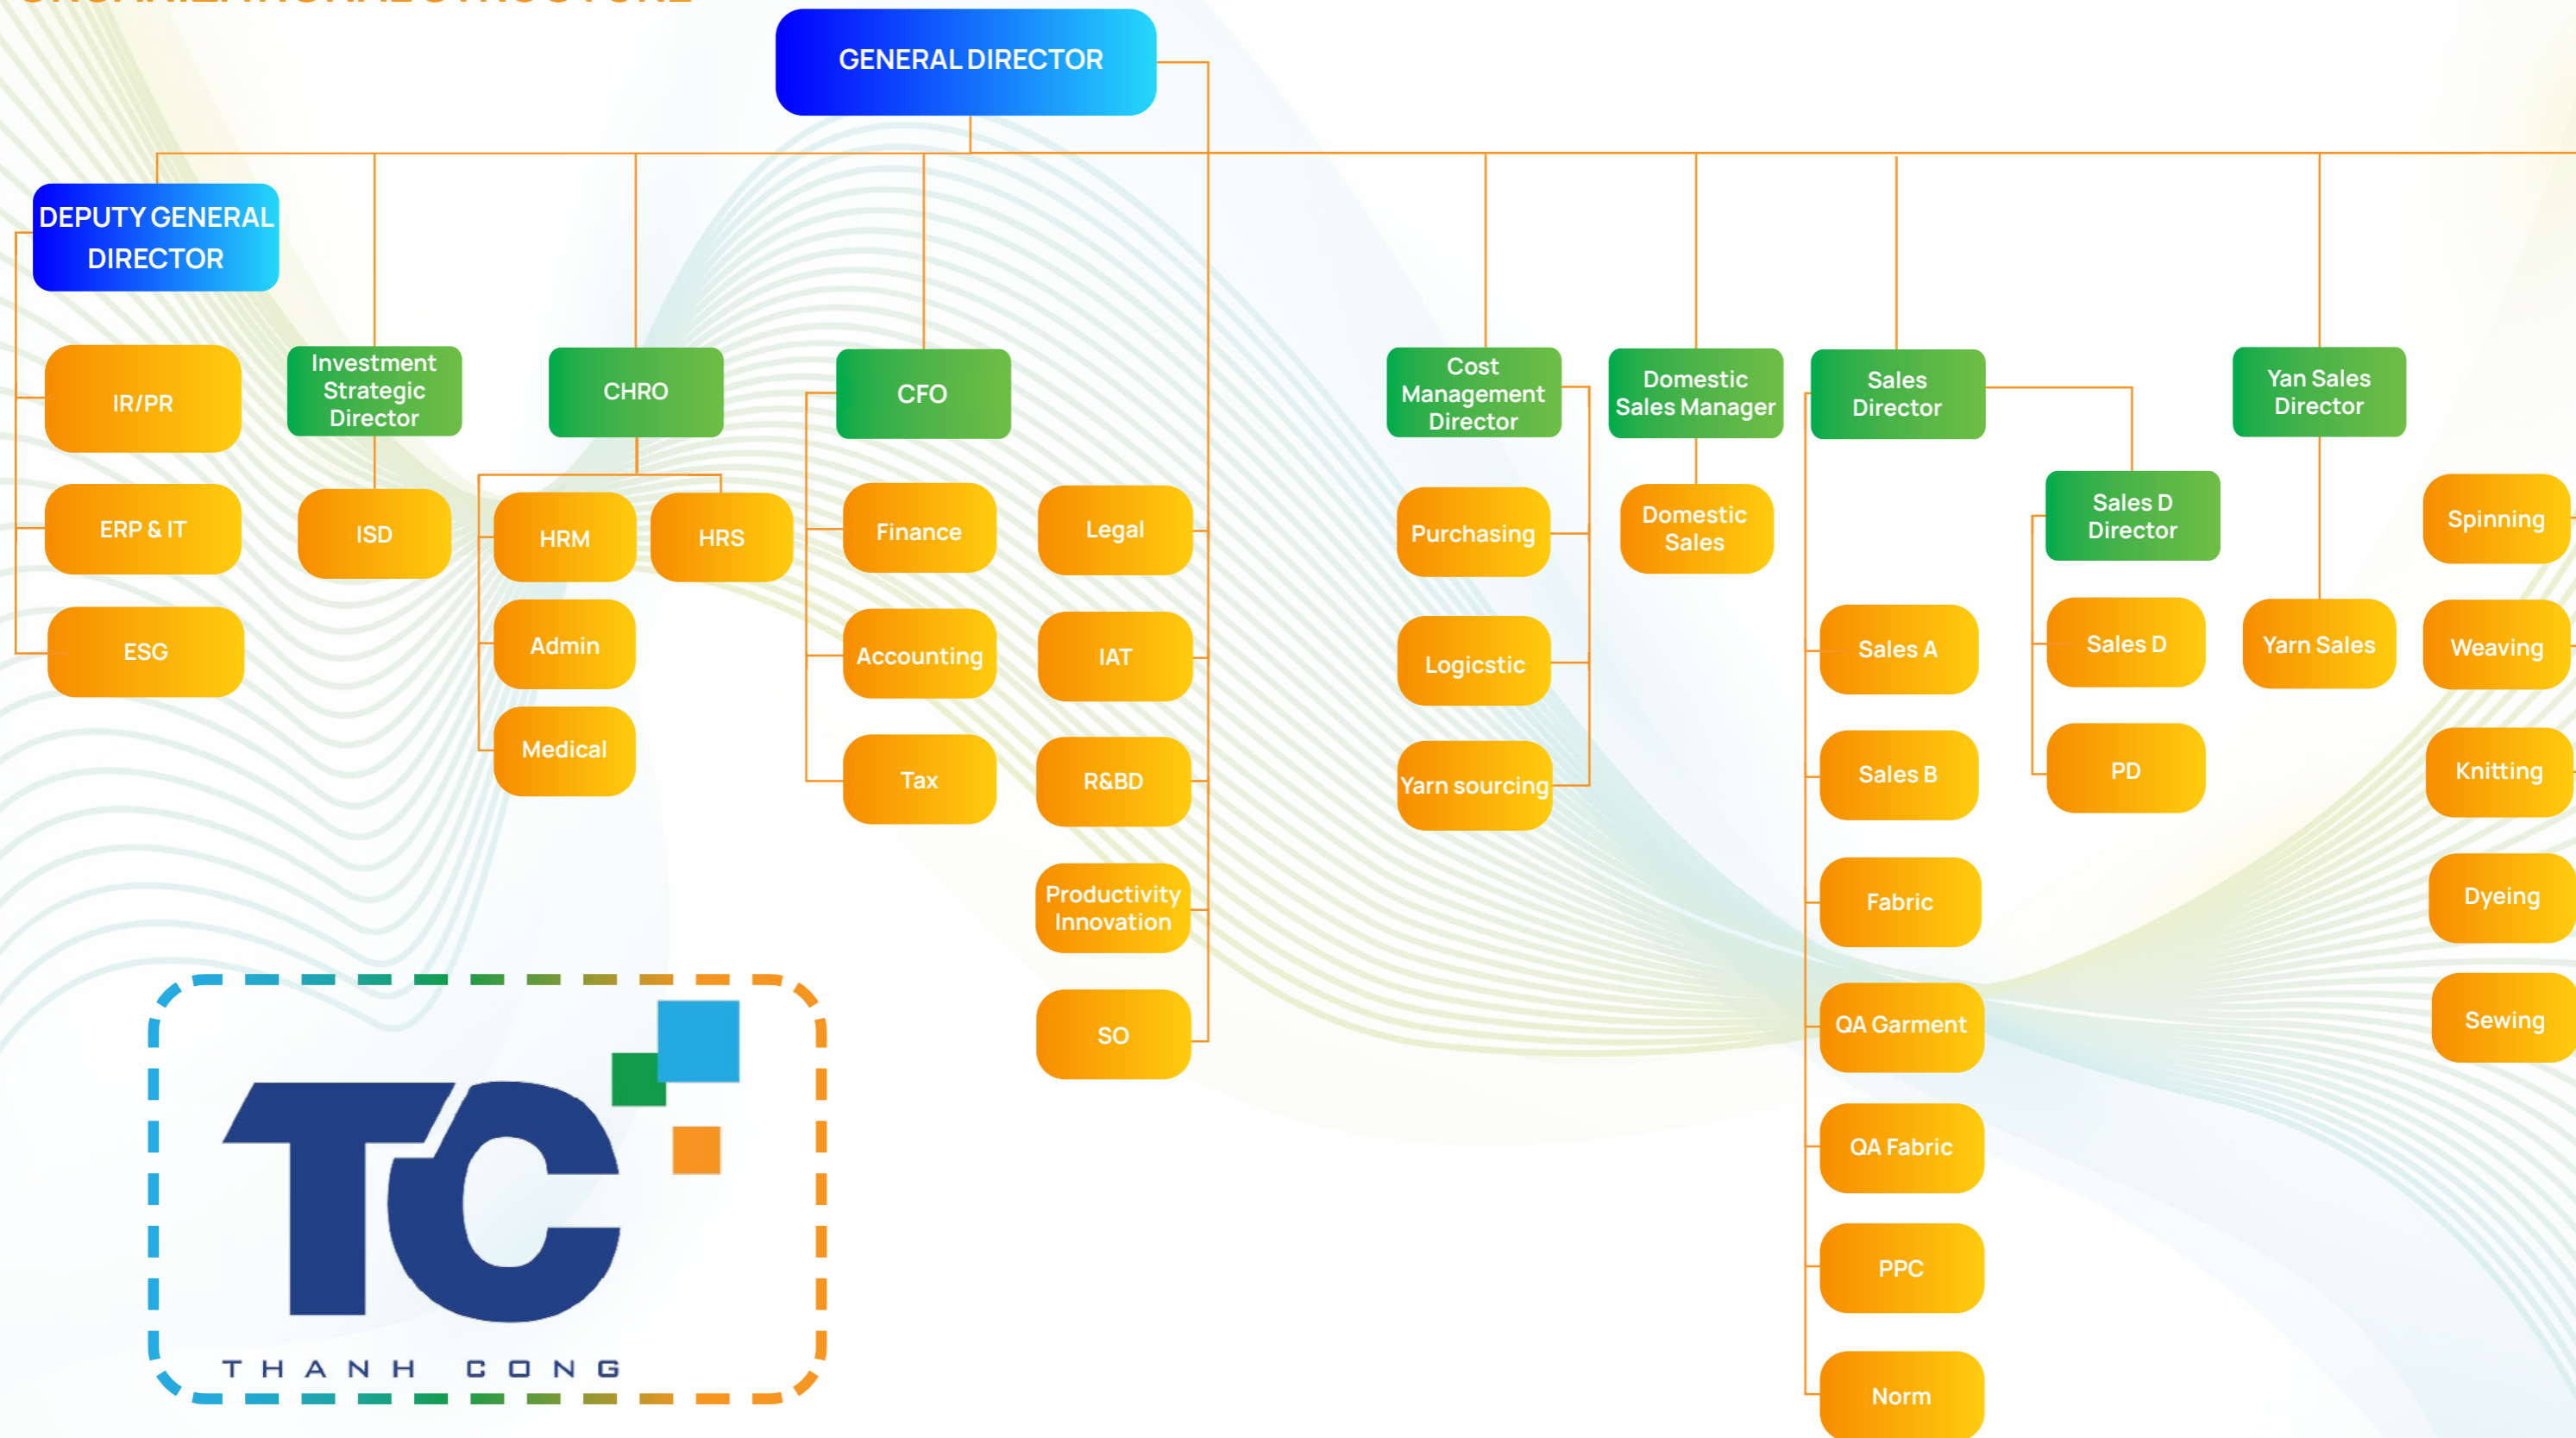 ORGANIZATIONAL STRUCTURE
GENERAL DIRECTOR
DEPUTY GENERAL
DIRECTOR
IR/PR
ERP & IT
ESG
Investment
Strategic
Director
ISD
CHRO
HRM
HRS
Admin
Medical
CFO
Finance
Accounting
Tax
Legal
IAT
R&BD
Productivity
Innovation
SO
Cost
Management
Director
Purchasing
Logicstic
Yarn sourcing
Domestic
Sales Manager
Domestic
Sales
Sales
Director
Sales A
Sales B
Fabric
QA Garment
QA Fabric
PPC
Norm
Sales D
Director
Sales D
PD
Yan Sales
Director
Yarn Sales
Spinning
Weaving
Knitting
Dyeing
Sewing
TC
THANH CONG